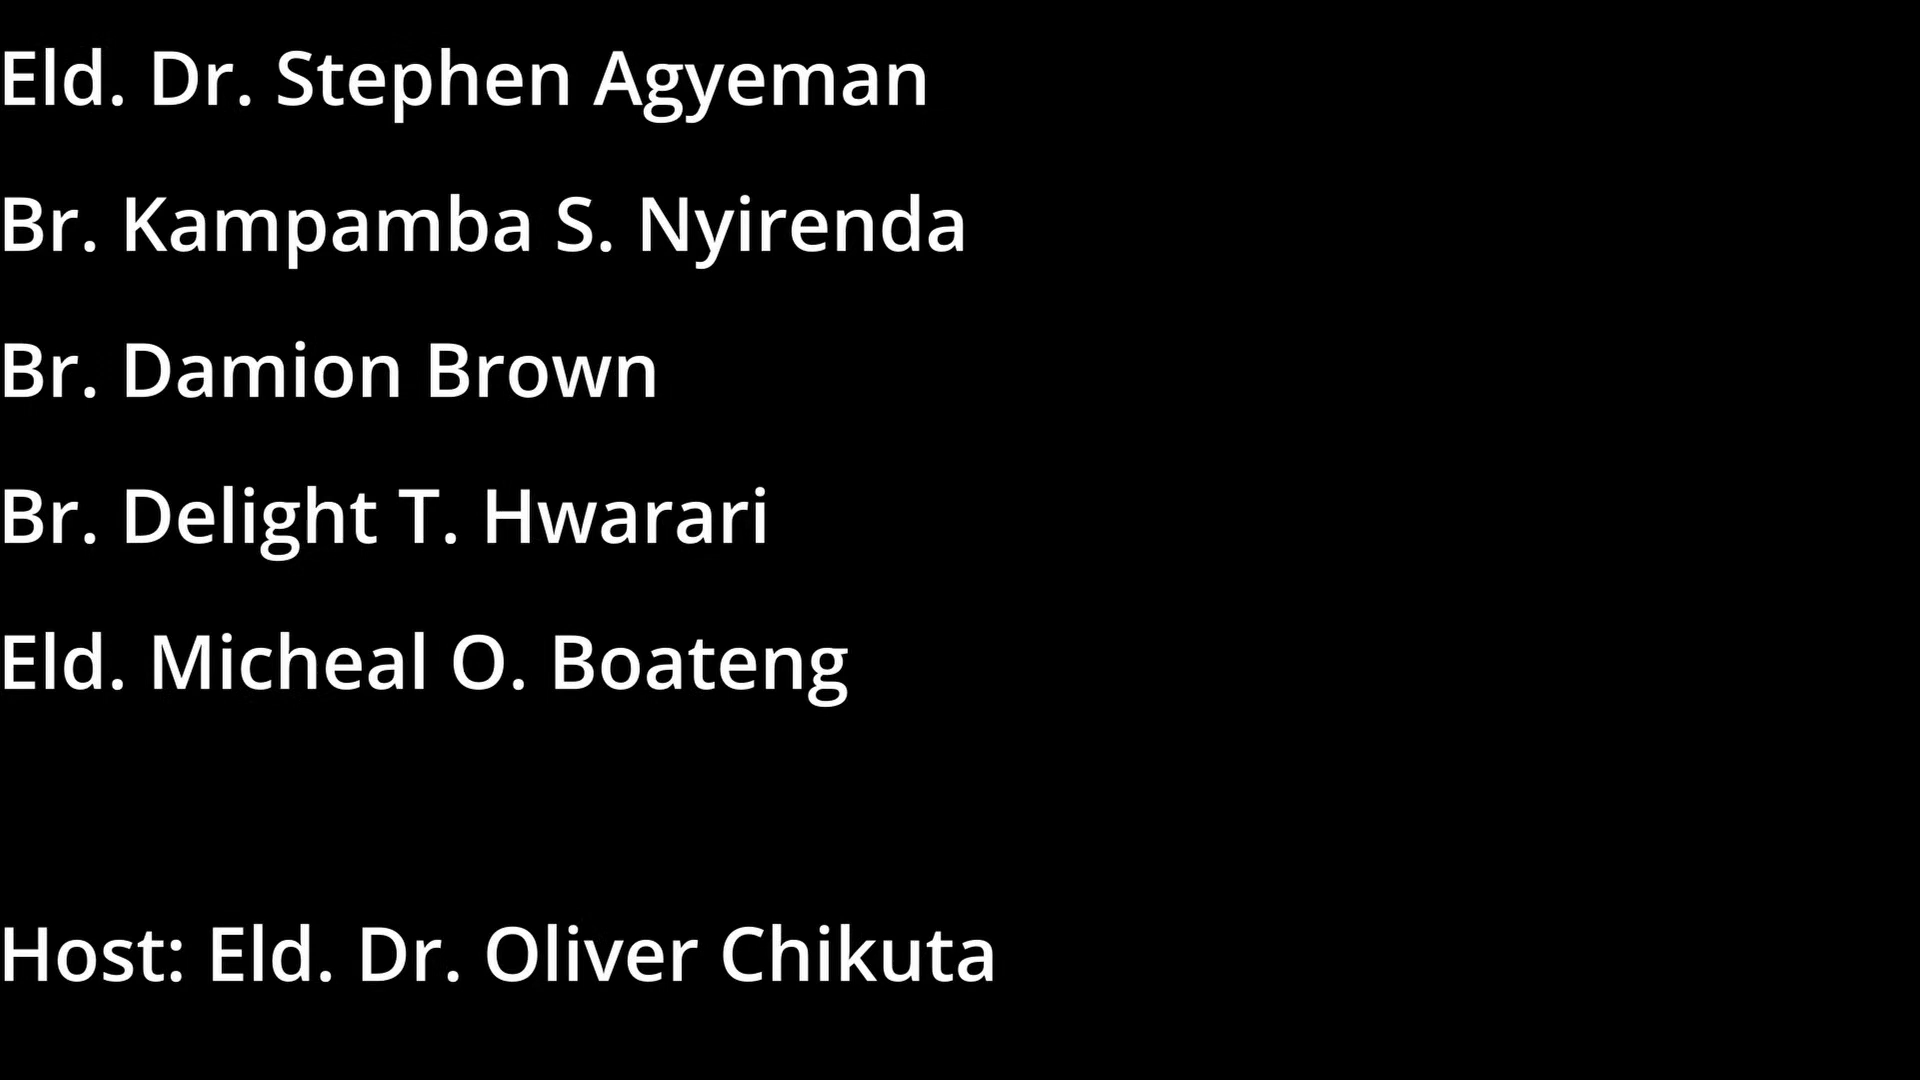 Eld. Dr. Stephen Agyeman
Br. Kampamba S. Nyirenda
Br. Damion Brown
Br. Delight T. Hwarari
Eld. Micheal O. Boateng
Host: Eld. Dr. Oliver Chikuta